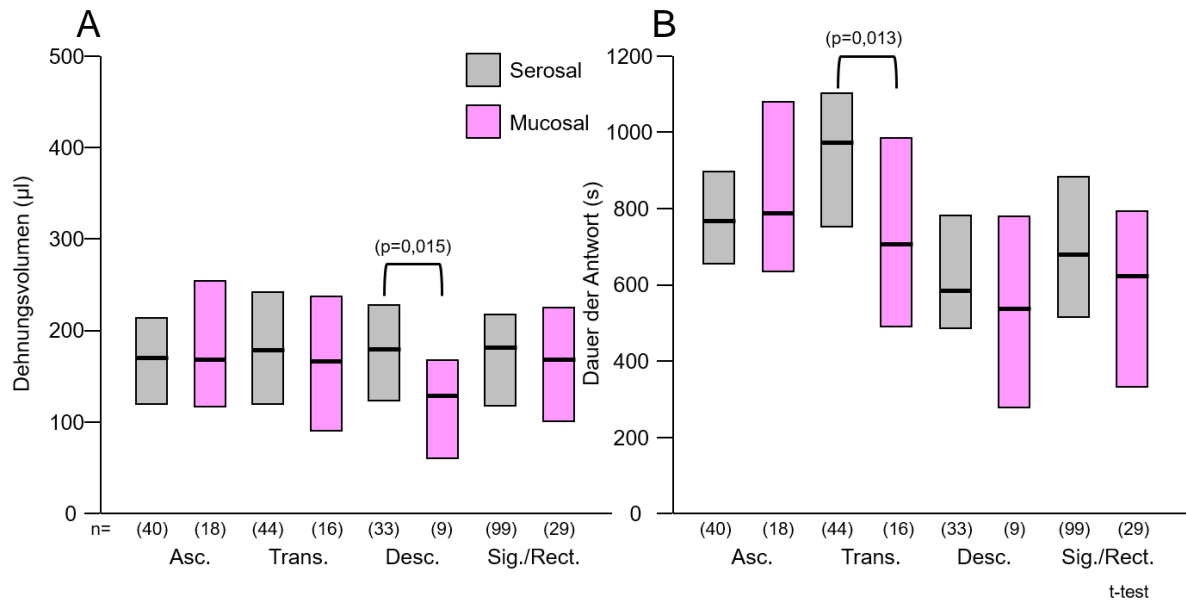 A
Dehnungsvolumen (µl)
500
400
300
200
100
0
Serosal
Mucosal
(p=0,015)
n= (40) (18) (44) (16) (33) (9) (99) (29)
Asc. Trans. Desc. Sig./Rect.
B
Dauer der Antwort (s)
1200
1000
800
600
400
200
0
(p=0,013)
(40) (18) (44) (16) (33) (9) (99) (29)
Asc. Trans. Desc. Sig./Rect.
t-test